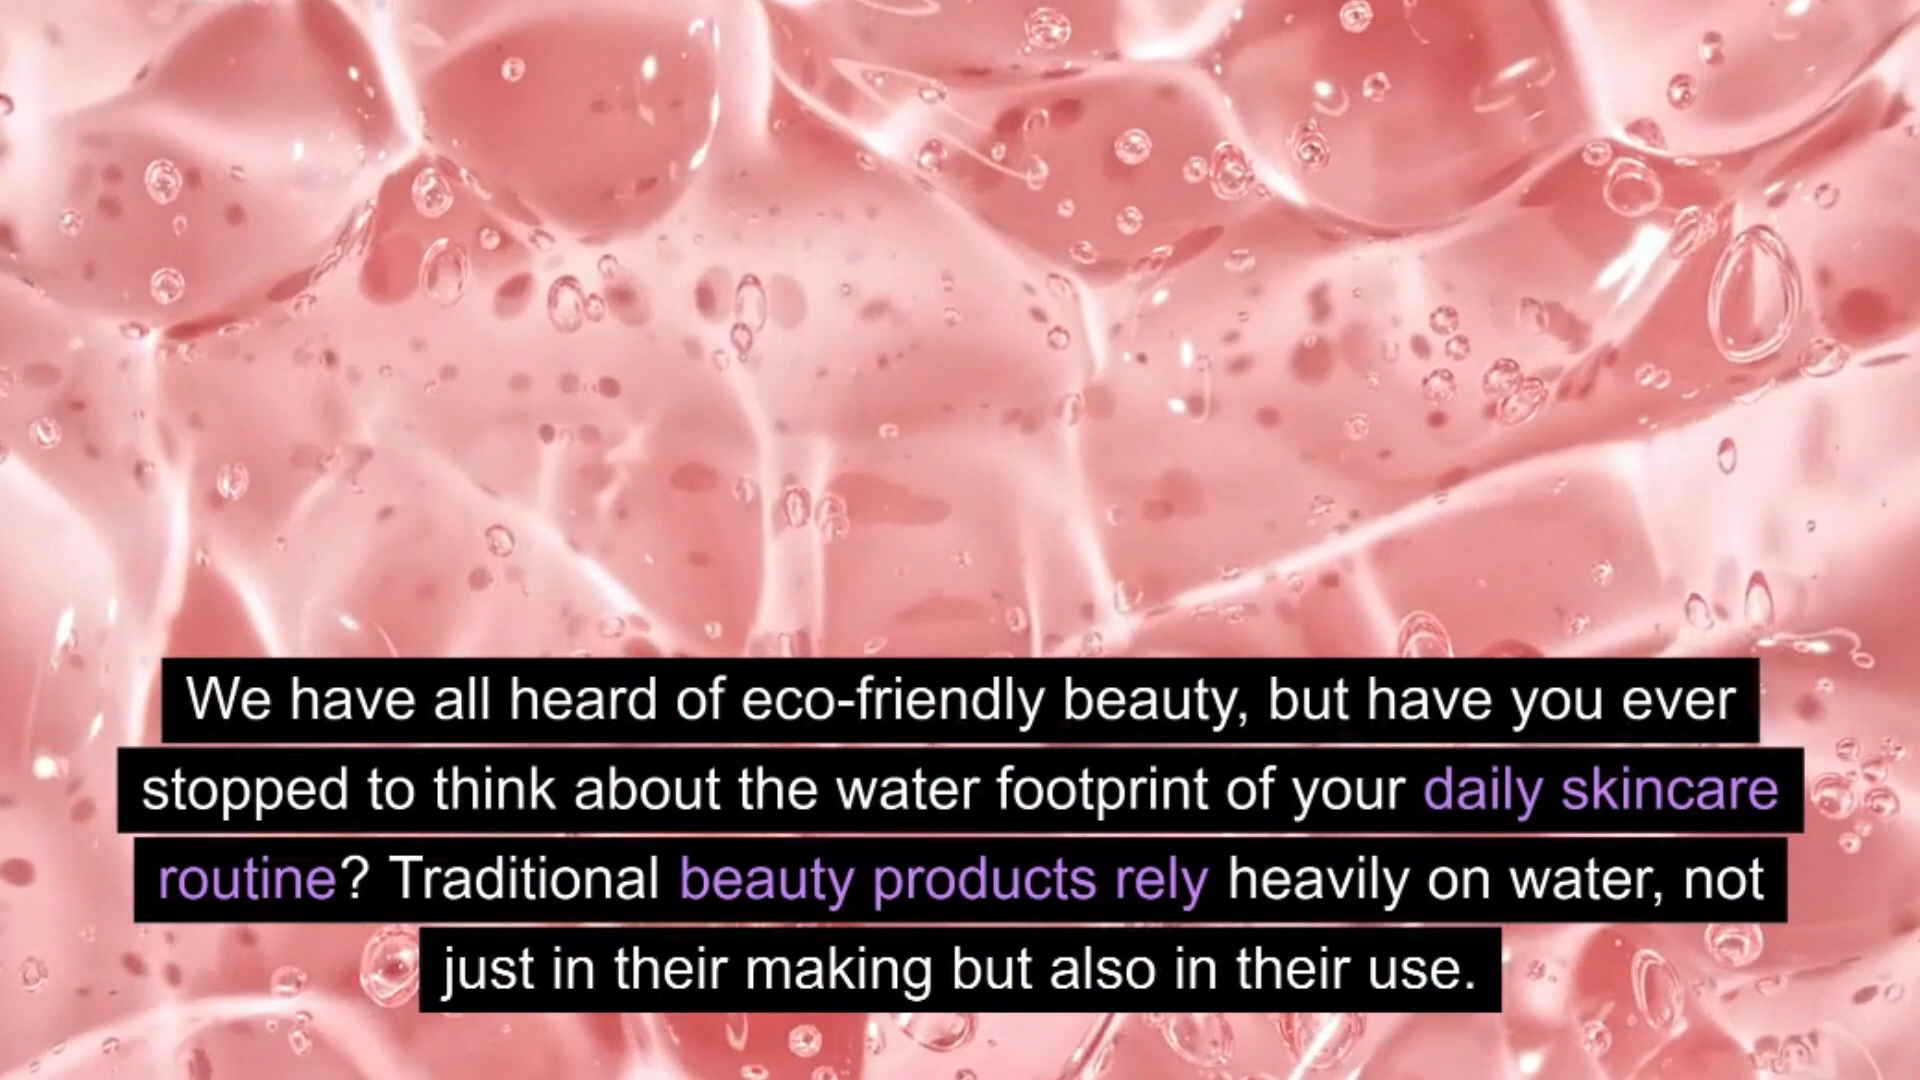 We have all heard of eco-friendly beauty, but have you ever
stopped to think about the water footprint of your daily skincare
routine? Traditional beauty products rely heavily on water, not
just in their making but also in their use.